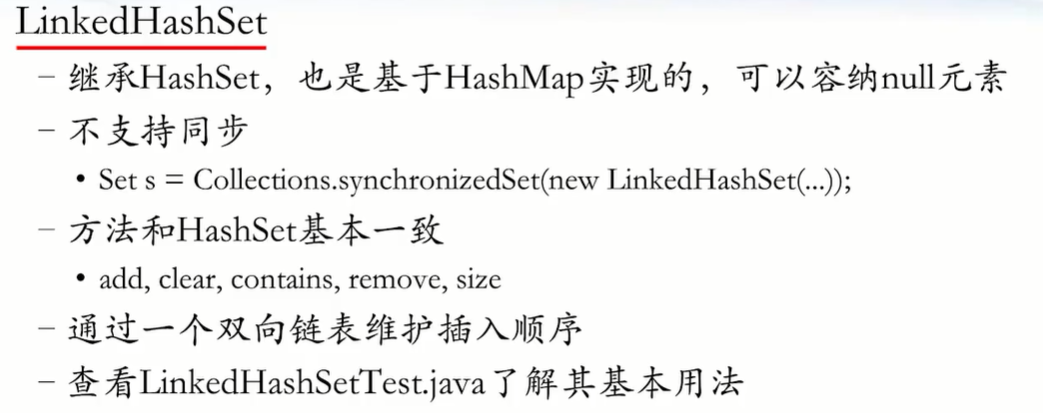 LinkedHashSet
– 继承HashSet，也是基于HashMap实现的，可以容纳null元素
– 不支持同步
• Set s = Collections.synchronizedSet(new LinkedHashSet(...));
– 方法和HashSet基本一致
• add, clear, contains, remove, size
– 通过一个双向链表维护插入顺序
– 查看LinkedHashSetTest.java了解其基本用法